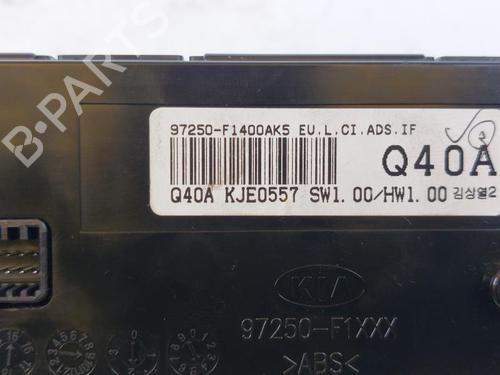 97250-F1400AK5 EU.L.CI.ADS.IF
Q40A
Q40A KJE0557 SW1.00/HW1.00 김상열2
KIA
97250-F1XXX
>ABS<